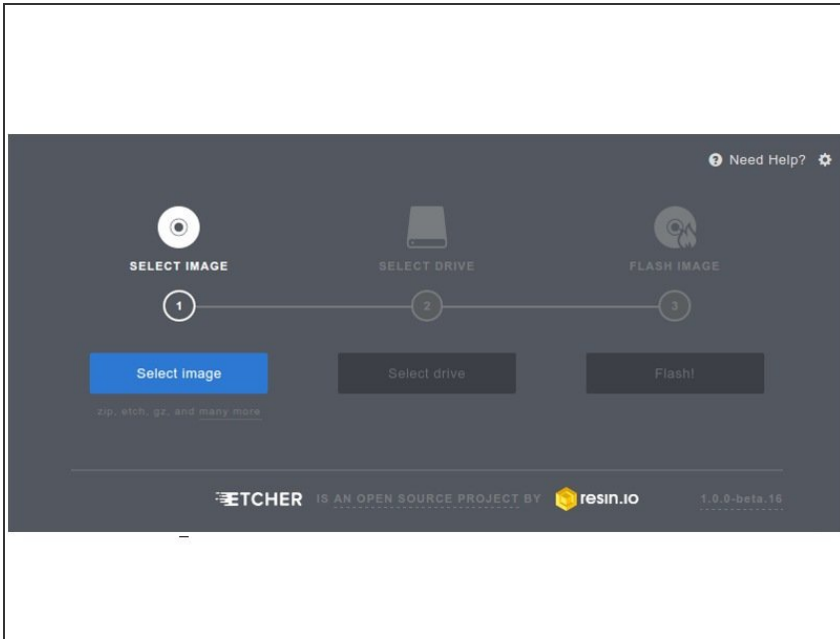 Need Help?
SELECT IMAGE
SELECT DRIVE
FLASH IMAGE
1
2
3
Select image
Select drive
Flash!
zip, etch, gz, and many more
ETCHER IS AN OPEN SOURCE PROJECT BY resin.io 1.0.0-beta.16